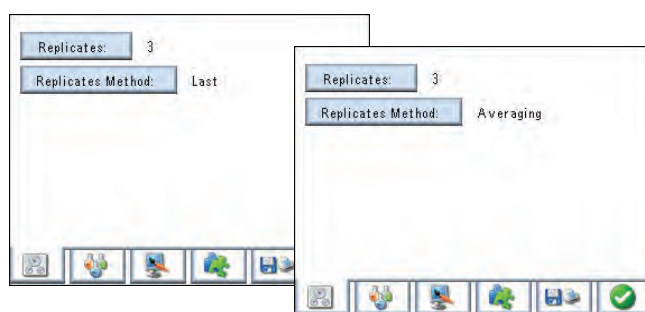 Replicates: 3
Replicates Method: Last
Replicates: 3
Replicates Method: Averaging